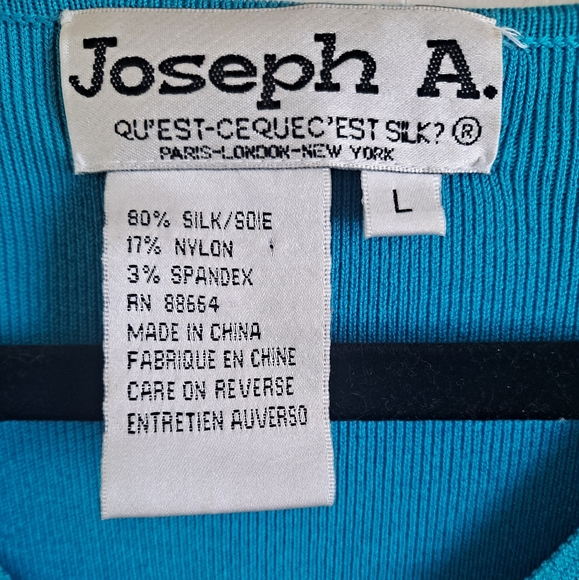 Joseph A.
QU'EST-CEQUEC'EST SILK?®
PARIS-LONDON-NEW YORK
L
80% SILK/SOIE
17% NYLON
3% SPANDEX
RN 88664
MADE IN CHINA
FABRIQUE EN CHINE
CARE ON REVERSE
ENTRETIEN AUVERSO